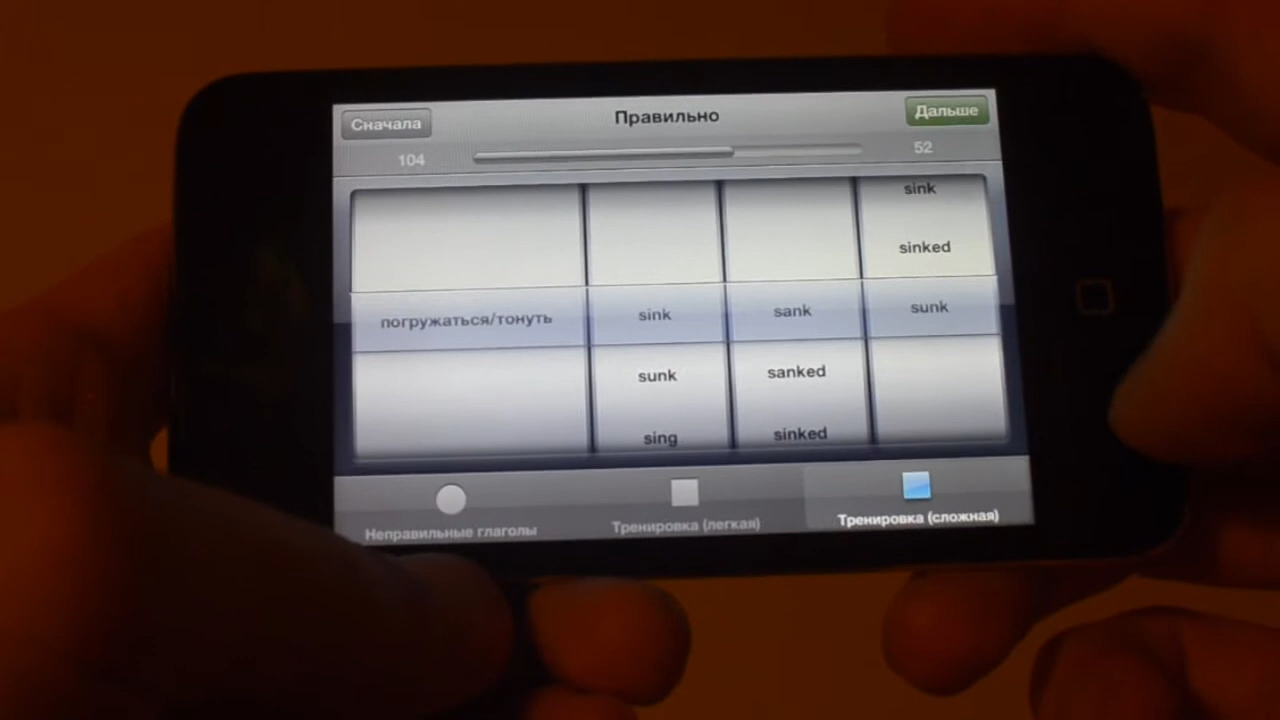 Сначала
Правильно
Дальше
104
52
sink
sinked
погружаться/тонуть
sink
sank
sunk
sunk
sanked
sing
sinked
Неправильные глаголы
Тренировка (легкая)
Тренировка (сложная)